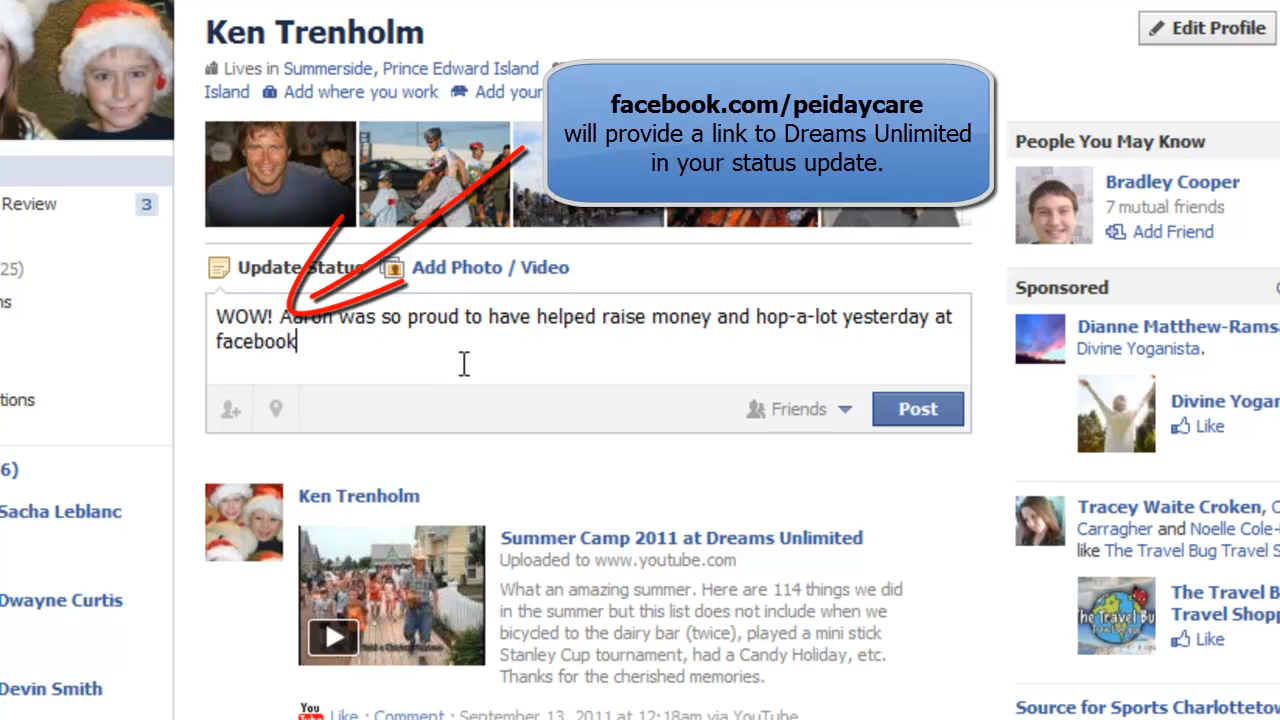 Ken Trenholm
Edit Profile
Lives in Summerside, Prince Edward Island
Island Add where you work Add your
facebook.com/peidaycare
will provide a link to Dreams Unlimited
in your status update.
Review 3
25)
ns
tions
6)
Sacha Leblanc
Dwayne Curtis
Devin Smith
Update Status Add Photo / Video
WOW! Aaron was so proud to have helped raise money and hop-a-lot yesterday at
facebook
Friends Post
Ken Trenholm
Summer Camp 2011 at Dreams Unlimited
Uploaded to www.youtube.com
What an amazing summer. Here are 114 things we did
in the summer but this list does not include when we
bicycled to the dairy bar (twice), played a mini stick
Stanley Cup tournament, had a Candy Holiday, etc.
Thanks for the cherished memories.
You
Like · Comment · September 13, 2011 at 12:18am via YouTube
People You May Know
Bradley Cooper
7 mutual friends
Add Friend
Sponsored
Dianne Matthew-Rams
Divine Yoganista.
Divine Yogan
Like
Tracey Waite Croken, C
Carragher and Noelle Cole-
like The Travel Bug Travel S
The Travel B
Travel Shop
Like
Source for Sports Charlotteto